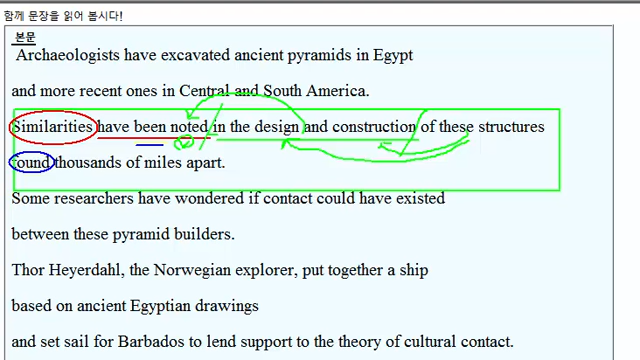 함께 문장을 읽어 봅시다!
본문
Archaeologists have excavated ancient pyramids in Egypt
and more recent ones in Central and South America.
Similarities have been noted in the design and construction of these structures
found thousands of miles apart.
Some researchers have wondered if contact could have existed
between these pyramid builders.
Thor Heyerdahl, the Norwegian explorer, put together a ship
based on ancient Egyptian drawings
and set sail for Barbados to lend support to the theory of cultural contact.